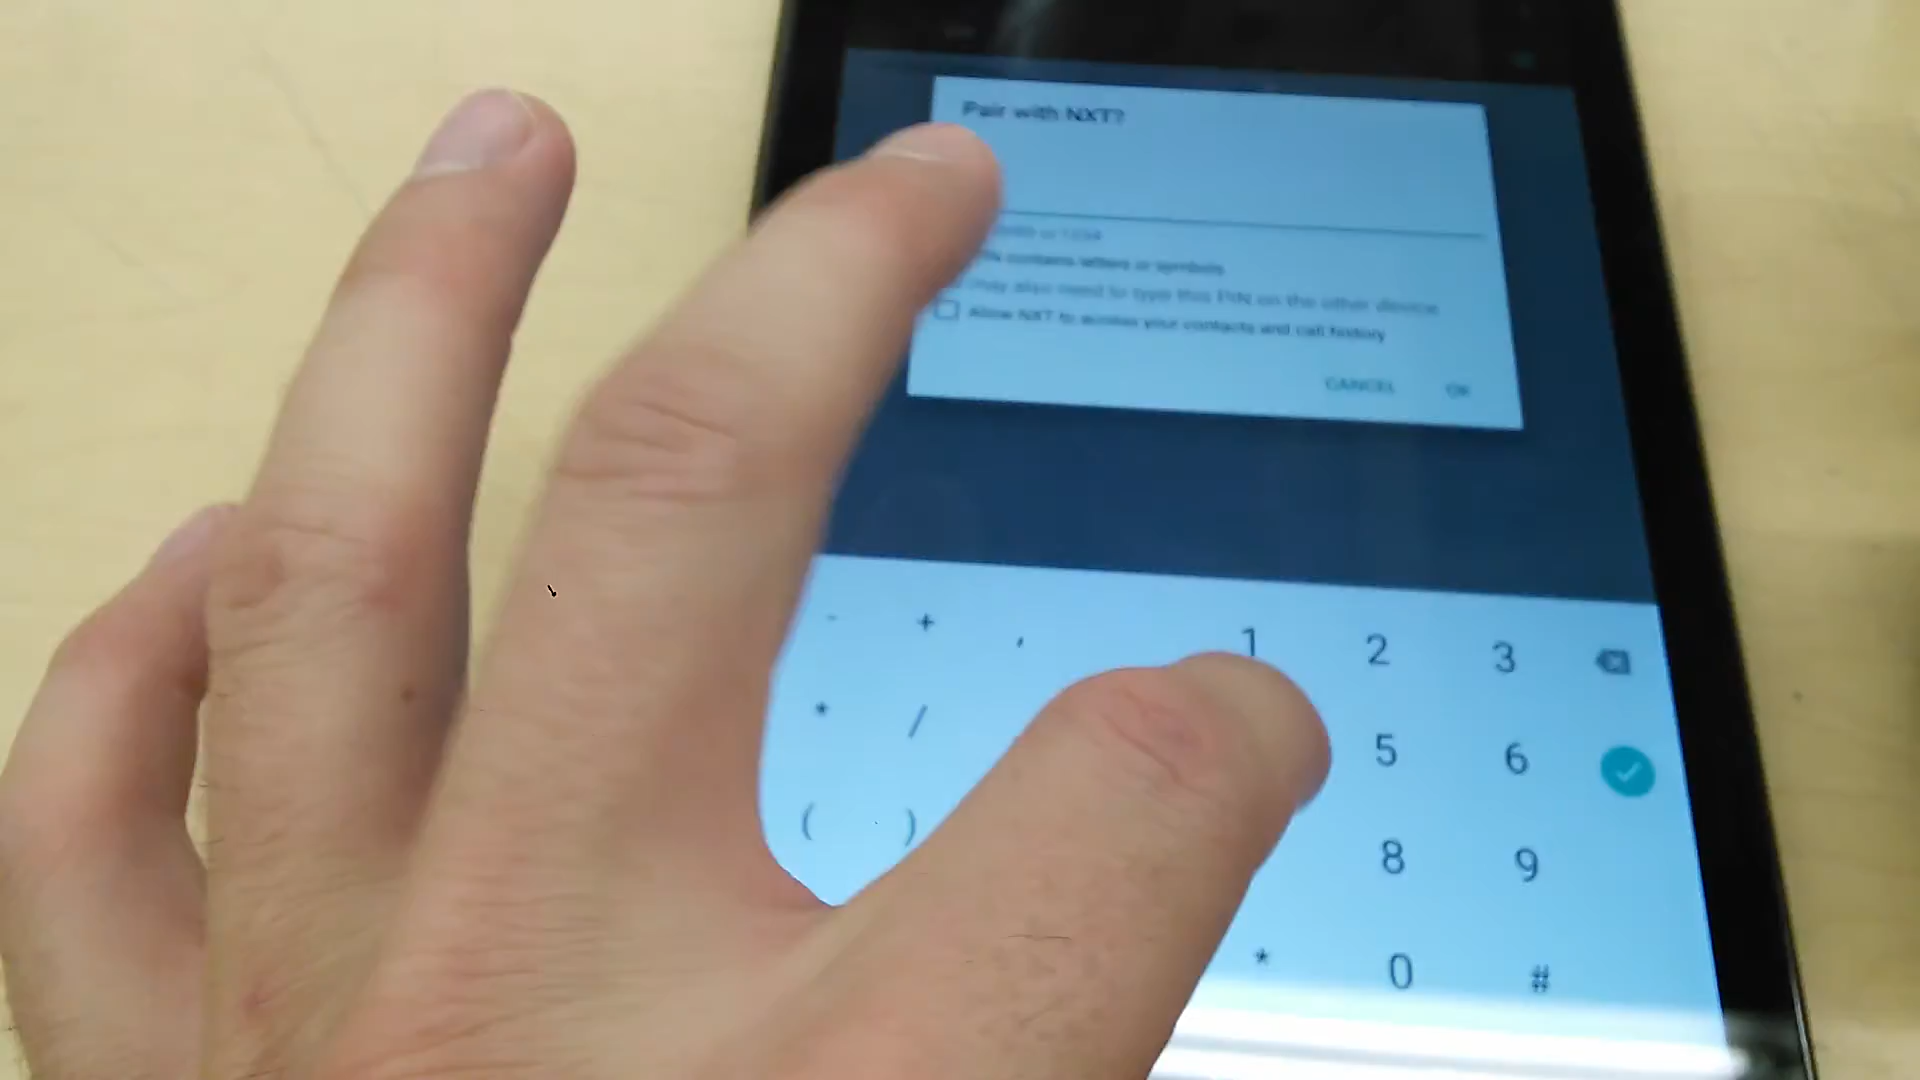 Pair with NXT?
0000 or 1234
PIN contains letters or symbols
may also need to type this PIN on the other device.
Allow NXT to access your contacts and call history
CANCEL OK
- + , 1 2 3
* / 5 6
( ) 8 9
* 0 #